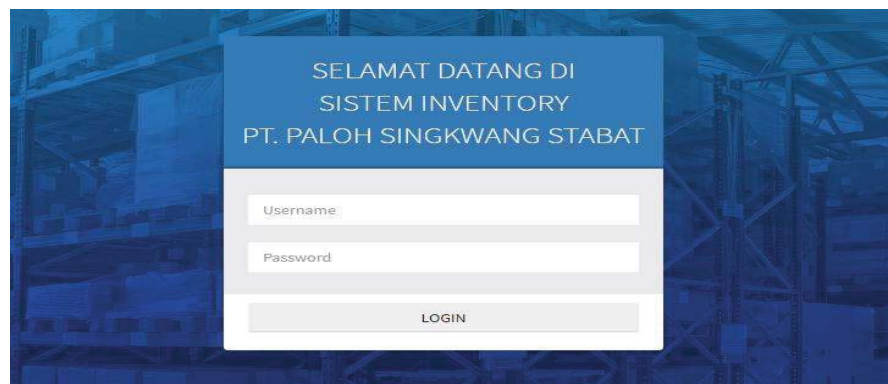 SELAMAT DATANG DI
SISTEM INVENTORY
PT. PALOH SINGKWANG STABAT
Username
Password
LOGIN